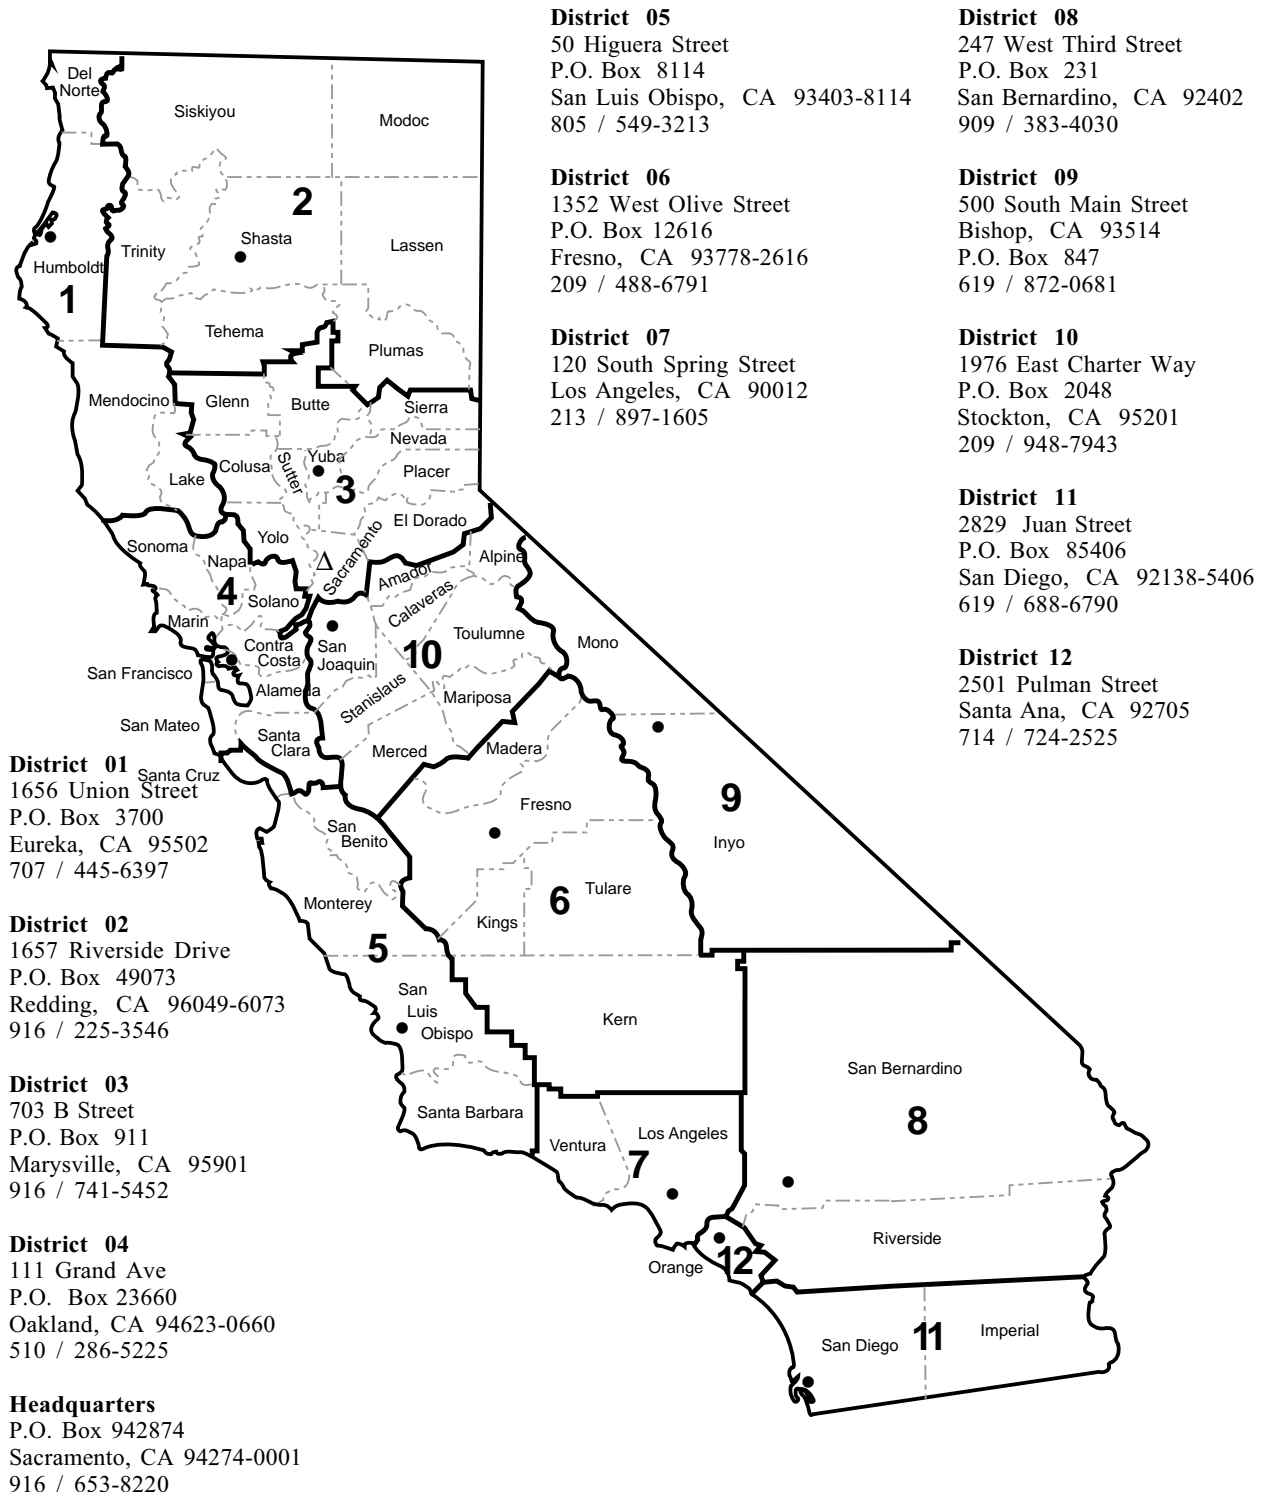 District 05
50 Higuera Street
P.O. Box 8114
San Luis Obispo, CA 93403-8114
805 / 549-3213
District 06
1352 West Olive Street
P.O. Box 12616
Fresno, CA 93778-2616
209 / 488-6791
District 07
120 South Spring Street
Los Angeles, CA 90012
213 / 897-1605
District 08
247 West Third Street
P.O. Box 231
San Bernardino, CA 92402
909 / 383-4030
District 09
500 South Main Street
Bishop, CA 93514
P.O. Box 847
619 / 872-0681
District 10
1976 East Charter Way
P.O. Box 2048
Stockton, CA 95201
209 / 948-7943
District 11
2829 Juan Street
P.O. Box 85406
San Diego, CA 92138-5406
619 / 688-6790
District 12
2501 Pulman Street
Santa Ana, CA 92705
714 / 724-2525
District 01
1656 Union Street
P.O. Box 3700
Eureka, CA 95502
707 / 445-6397
District 02
1657 Riverside Drive
P.O. Box 49073
Redding, CA 96049-6073
916 / 225-3546
District 03
703 B Street
P.O. Box 911
Marysville, CA 95901
916 / 741-5452
District 04
111 Grand Ave
P.O. Box 23660
Oakland, CA 94623-0660
510 / 286-5225
Headquarters
P.O. Box 942874
Sacramento, CA 94274-0001
916 / 653-8220
Del
Norte
Siskiyou
Modoc
2
Shasta
Trinity
Lassen
Humboldt
1
Tehema
Plumas
Mendocino
Glenn
Butte
Sierra
Nevada
Yuba
Colusa
Sutter
Placer
Lake
3
El Dorado
Yolo
Sacramento
Δ
Sonoma
Napa
Alpine
Amador
4
Solano
Calaveras
Marin
Toulumne
Contra
Costa
San
Joaquin
10
Mono
San Francisco
Alameda
Stanislaus
Mariposa
San Mateo
Santa
Clara
Merced
Madera
Santa Cruz
9
Fresno
San
Benito
Inyo
Tulare
6
Monterey
Kings
5
San
Luis
Obispo
Kern
San Bernardino
Santa Barbara
8
Ventura
Los Angeles
7
Riverside
Orange
12
San Diego
11
Imperial